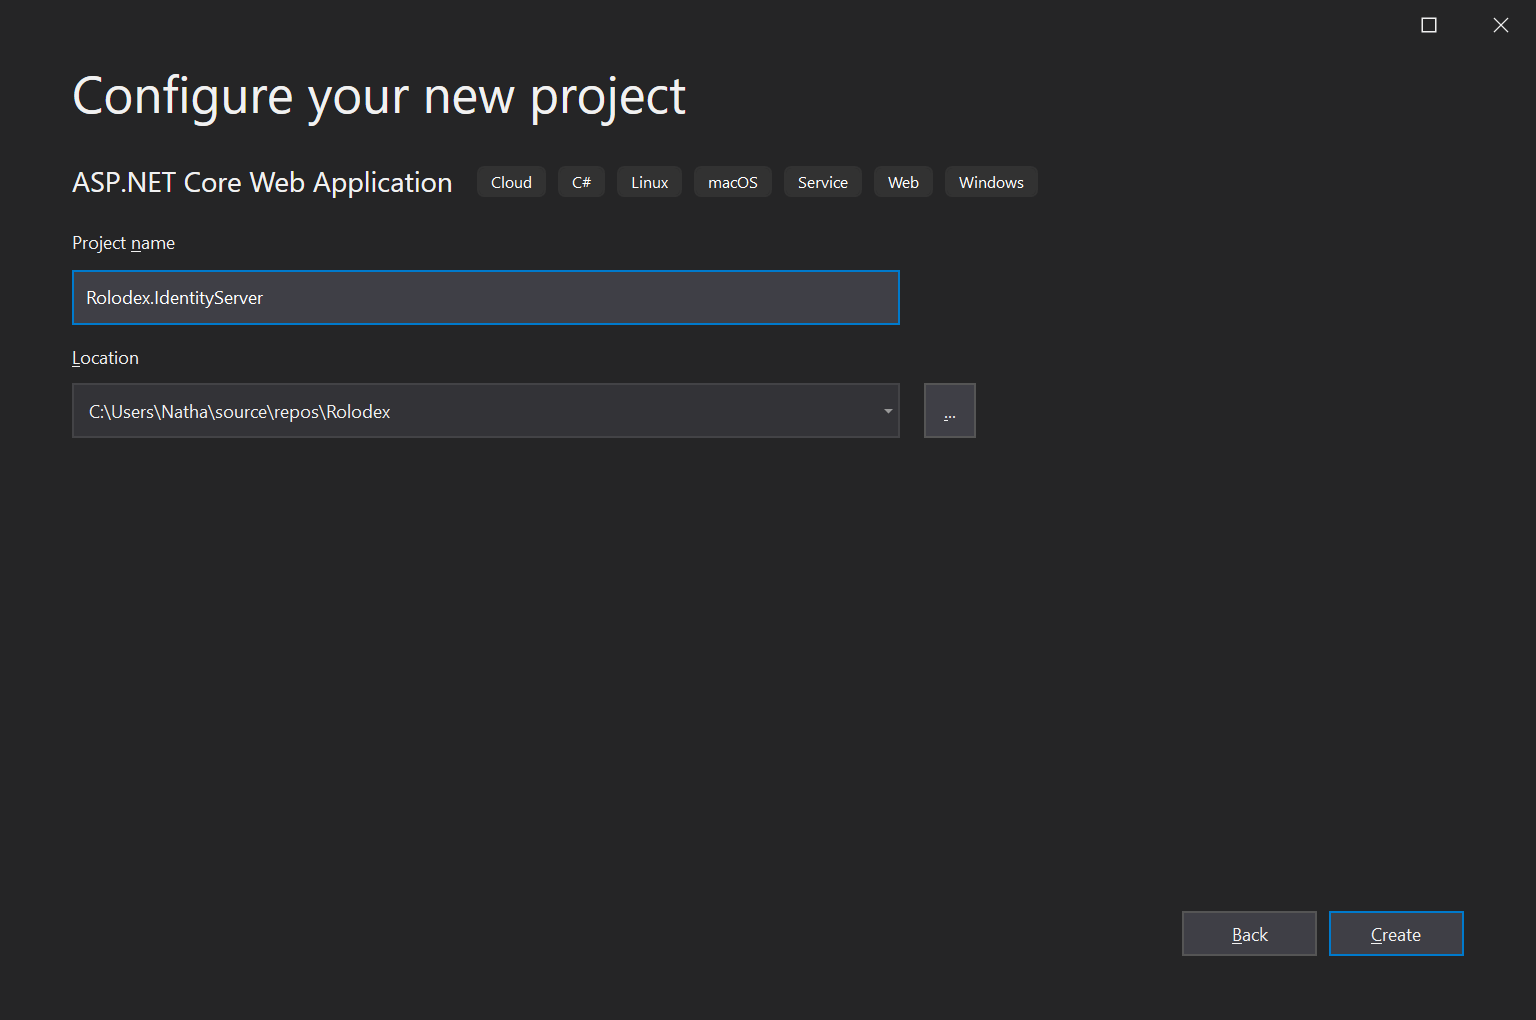 Configure your new project
ASP.NET Core Web Application Cloud C# Linux macOS Service Web Windows
Project name
Rolodex.IdentityServer
Location
C:\Users\Natha\source\repos\Rolodex ...
Back Create